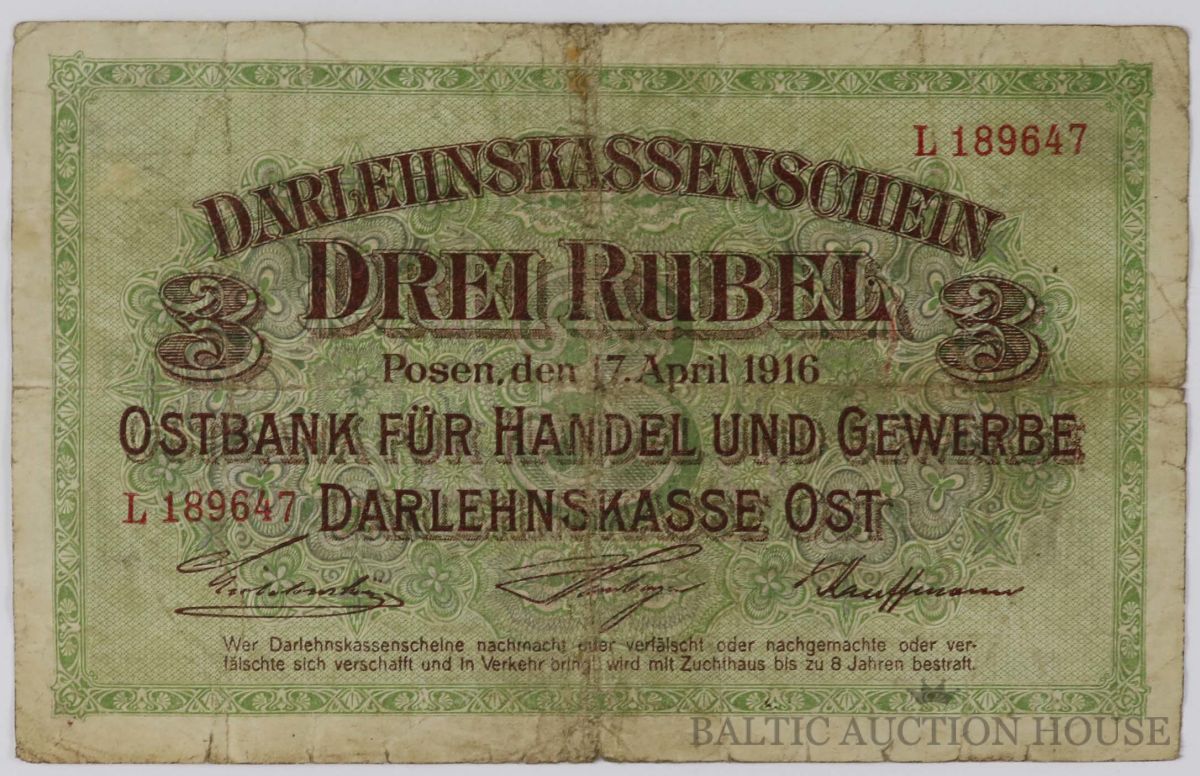 L 189647
DARLEHNSKASSENSCHEIN
3 DREI RUBEL 3
Posen, den 17. April 1916
OSTBANK FÜR HANDEL UND GEWERBE
L 189647 DARLEHNSKASSE OST
Kauffmann
Wer Darlehnskassenscheine nachmacht oder verfälscht oder nachgemachte oder ver-
fälschte sich verschafft und in Verkehr bringt, wird mit Zuchthaus bis zu 8 Jahren bestraft.
BALTIC AUCTION HOUSE